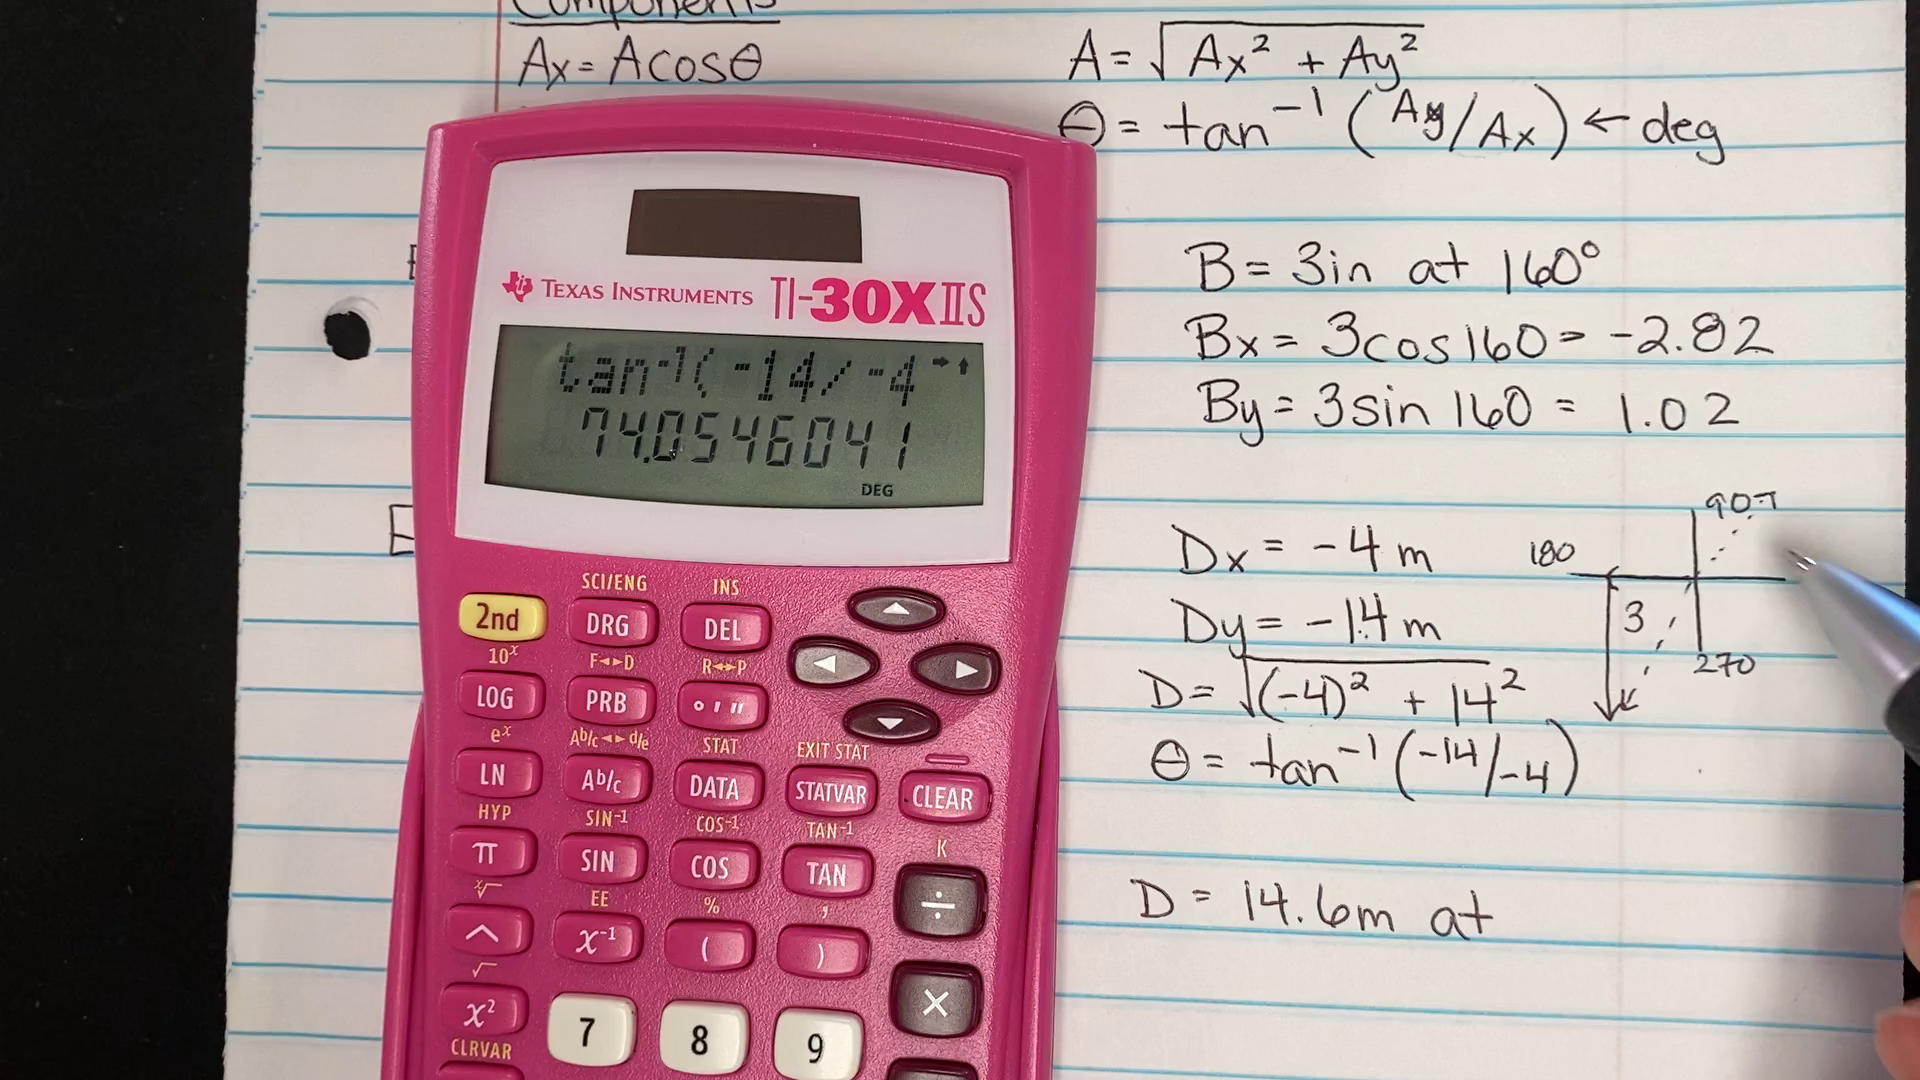 Components
Ax = Acosθ
A = √Ax² + Ay²
θ = tan⁻¹ (Ay/Ax) ← deg
B = 3in at 160°
Bx = 3cos160 = -2.82
By = 3sin160 = 1.02
Dx = -4m
Dy = -14m
D = √(-4)² + 14²
θ = tan⁻¹ (-14/-4)
D = 14.6m at
90
180
3
270
TEXAS INSTRUMENTS TI-30X IIS
tan⁻¹( -14/ -4
74.0546041
DEG
SCI/ENG INS
2nd DRG DEL
10ˣ F◄►D R◄►P
LOG PRB ° ' "
eˣ Ab/c◄►d/e STAT EXIT STAT
LN Ab/c DATA STATVAR CLEAR
HYP SIN⁻¹ COS⁻¹ TAN⁻¹ K
π SIN COS TAN ÷
ˣ√ EE % ,
^ x⁻¹ ( )
√
x² 7 8 9 ×
CLRVAR